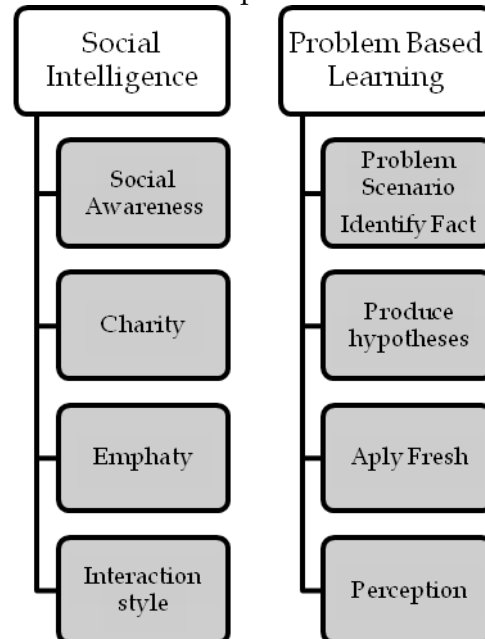 Social
Intelligence
Social
Awareness
Charity
Emphaty
Interaction
style
Problem Based
Learning
Problem
Scenario
Identify Fact
Produce
hypotheses
Aply Fresh
Perception